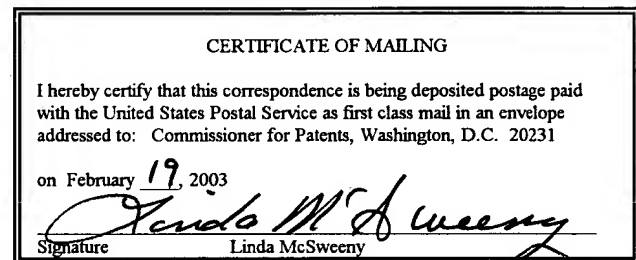 CERTIFICATE OF MAILING
I hereby certify that this correspondence is being deposited postage paid
with the United States Postal Service as first class mail in an envelope
addressed to: Commissioner for Patents, Washington, D.C. 20231
on February 19, 2003
Linda McSweeny
Signature Linda McSweeny